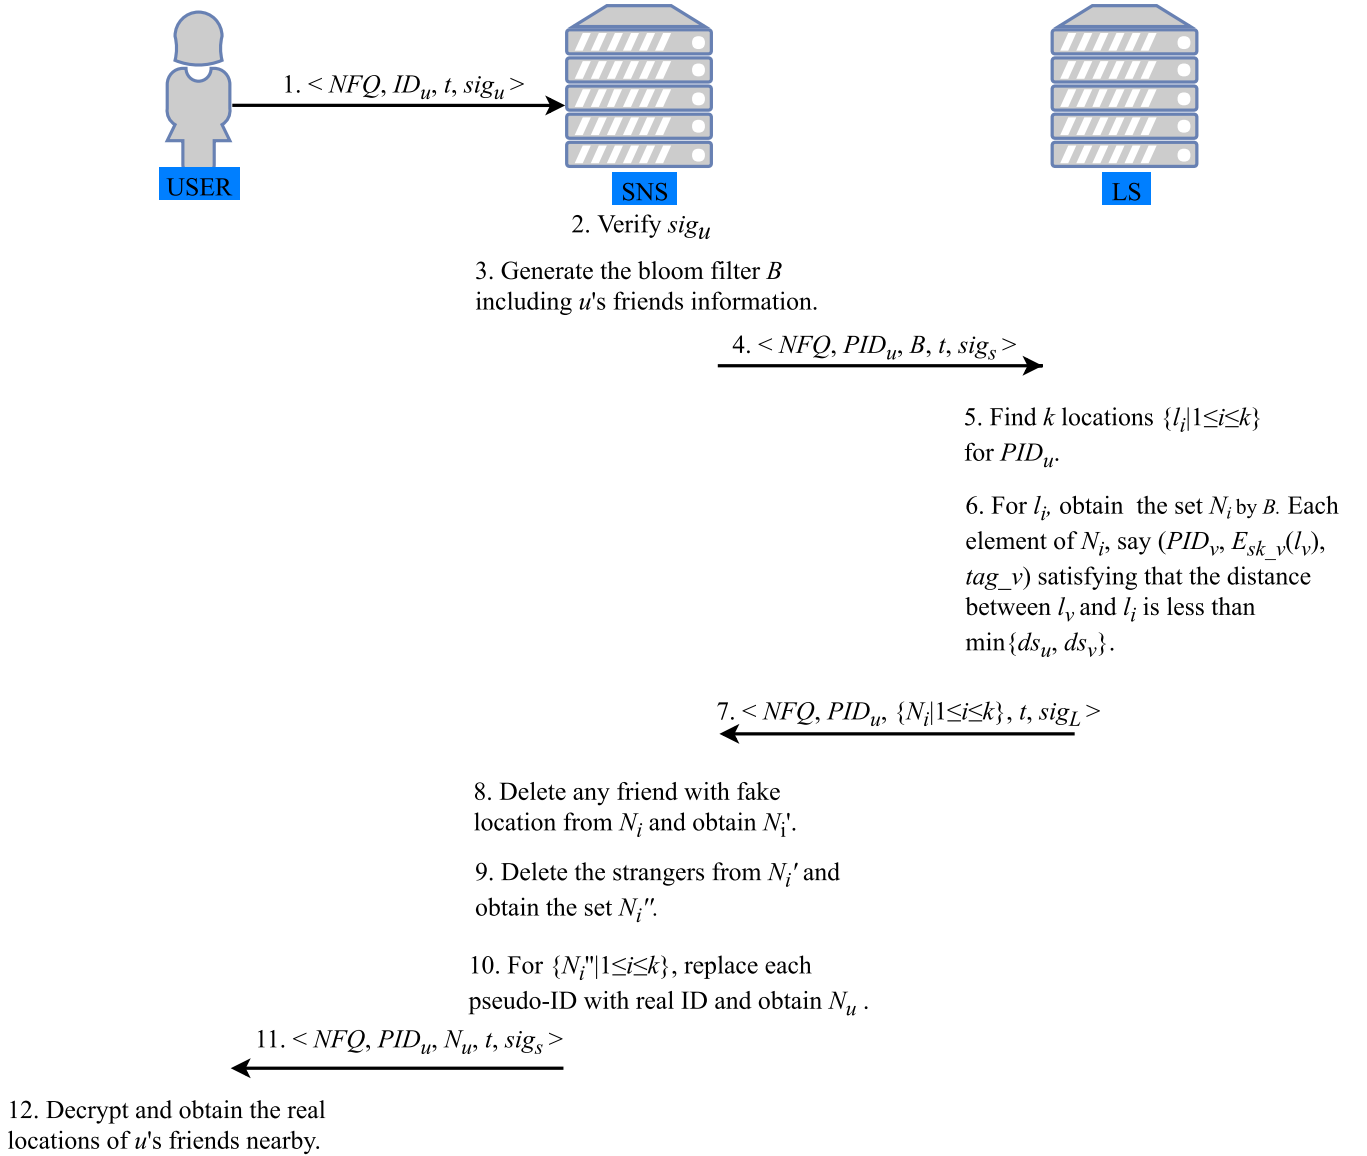 1. < NFQ, ID_u, t, sig_u >
USER
SNS
LS
2. Verify sig_u
3. Generate the bloom filter B
including u's friends information.
4. < NFQ, PID_u, B, t, sig_s >
5. Find k locations {l_i|1≤i≤k}
for PID_u.
6. For l_i, obtain the set N_i by B. Each
element of N_i, say (PID_v, E_sk_v(l_v),
tag_v) satisfying that the distance
between l_v and l_i is less than
min{ds_u, ds_v}.
7. < NFQ, PID_u, {N_i|1≤i≤k}, t, sig_L >
8. Delete any friend with fake
location from N_i and obtain N_i'.
9. Delete the strangers from N_i' and
obtain the set N_i''.
10. For {N_i''|1≤i≤k}, replace each
pseudo-ID with real ID and obtain N_u .
11. < NFQ, PID_u, N_u, t, sig_s >
12. Decrypt and obtain the real
locations of u's friends nearby.